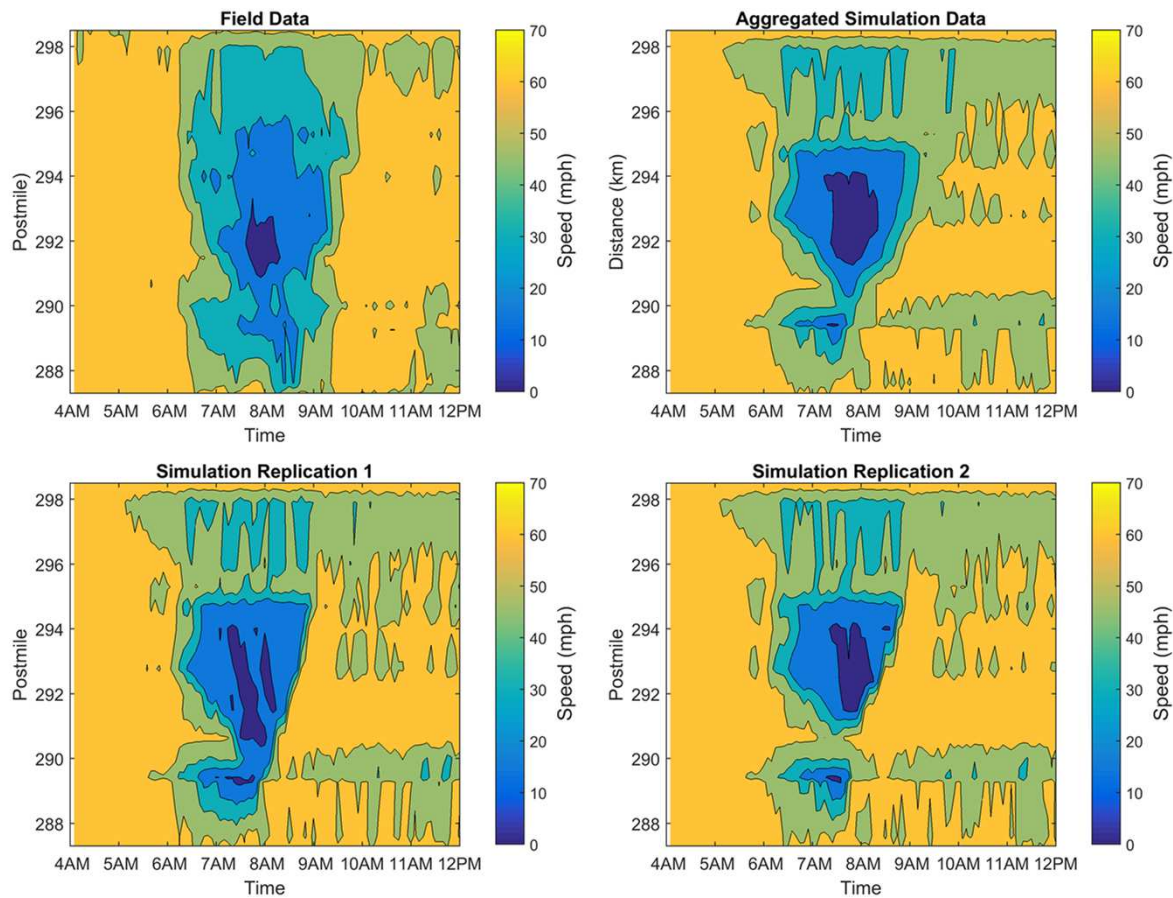 Field Data
Aggregated Simulation Data
298
296
294
292
290
288
Postmile
4AM 5AM 6AM 7AM 8AM 9AM 10AM 11AM 12PM
Time
70
60
50
40
30
20
10
0
Speed (mph)
298
296
294
292
290
288
Distance (km)
4AM 5AM 6AM 7AM 8AM 9AM 10AM 11AM 12PM
Time
70
60
50
40
30
20
10
0
Speed (mph)
Simulation Replication 1
Simulation Replication 2
298
296
294
292
290
288
Postmile
4AM 5AM 6AM 7AM 8AM 9AM 10AM 11AM 12PM
Time
70
60
50
40
30
20
10
0
Speed (mph)
298
296
294
292
290
288
Postmile
4AM 5AM 6AM 7AM 8AM 9AM 10AM 11AM 12PM
Time
70
60
50
40
30
20
10
0
Speed (mph)